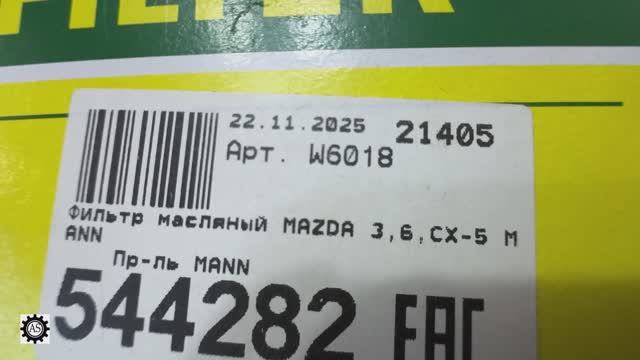 FILTER
22.11.2025 21405
Арт. W6018
Фильтр масляный MAZDA 3,6,CX-5 M
ANN
Пр-ль MANN
544282 EAC
AS